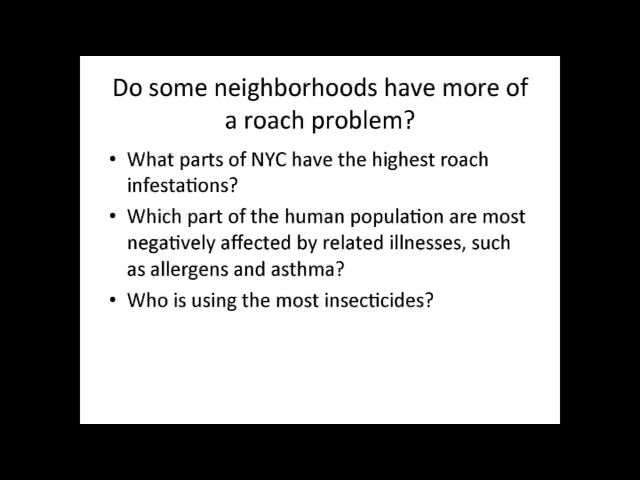 Do some neighborhoods have more of
a roach problem?
• What parts of NYC have the highest roach
infestations?
• Which part of the human population are most
negatively affected by related illnesses, such
as allergens and asthma?
• Who is using the most insecticides?